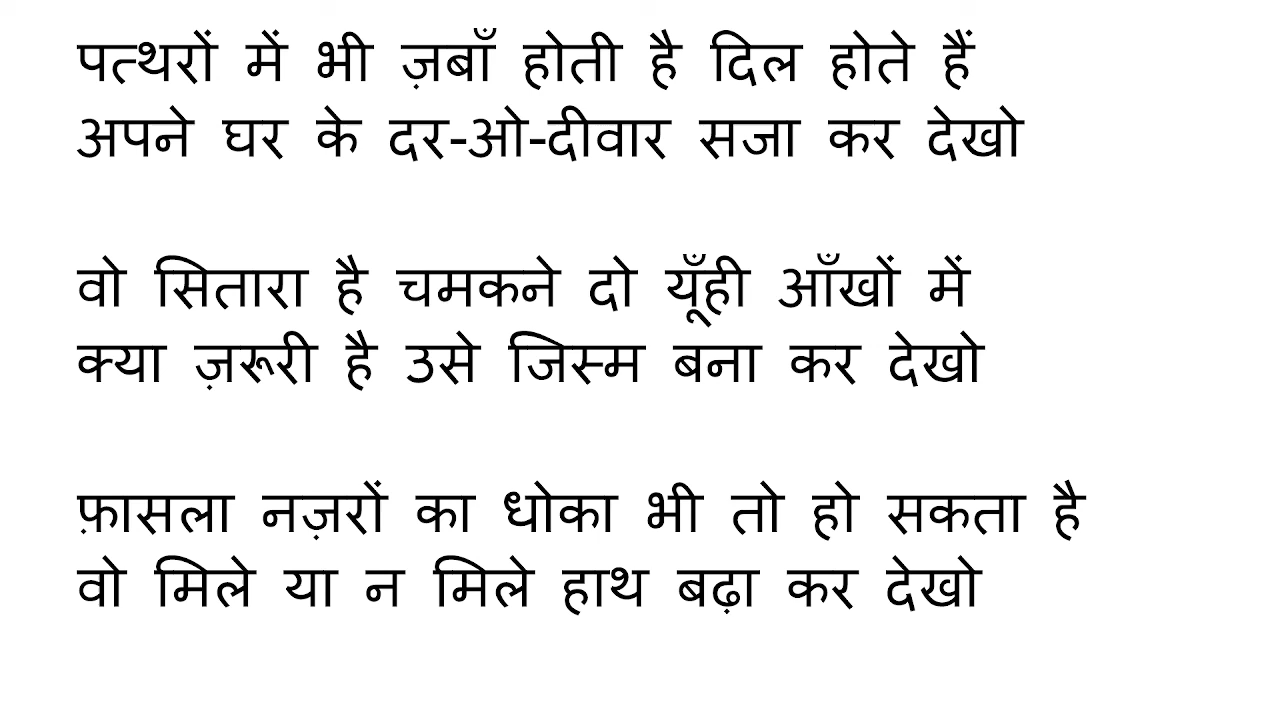 पत्थरों में भी ज़बाँ होती है दिल होते हैं
अपने घर के दर-ओ-दीवार सजा कर देखो
वो सितारा है चमकने दो यूँही आँखों में
क्या ज़रूरी है उसे जिस्म बना कर देखो
फ़ासला नज़रों का धोका भी तो हो सकता है
वो मिले या न मिले हाथ बढ़ा कर देखो